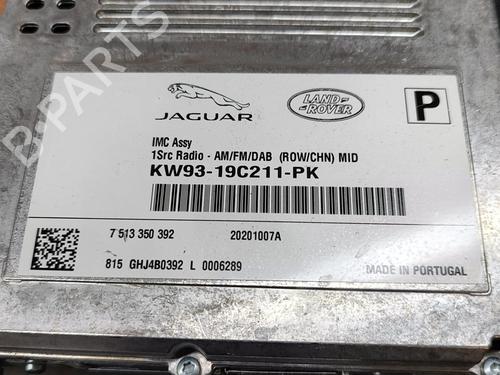 B-PARTS
JAGUAR
LAND-
ROVER
P
IMC Assy
1Src Radio - AM/FM/DAB (ROW/CHN) MID
KW93-19C211-PK
7 513 350 392 20201007A
815 GHJ4B0392 L 0006289
MADE IN PORTUGAL